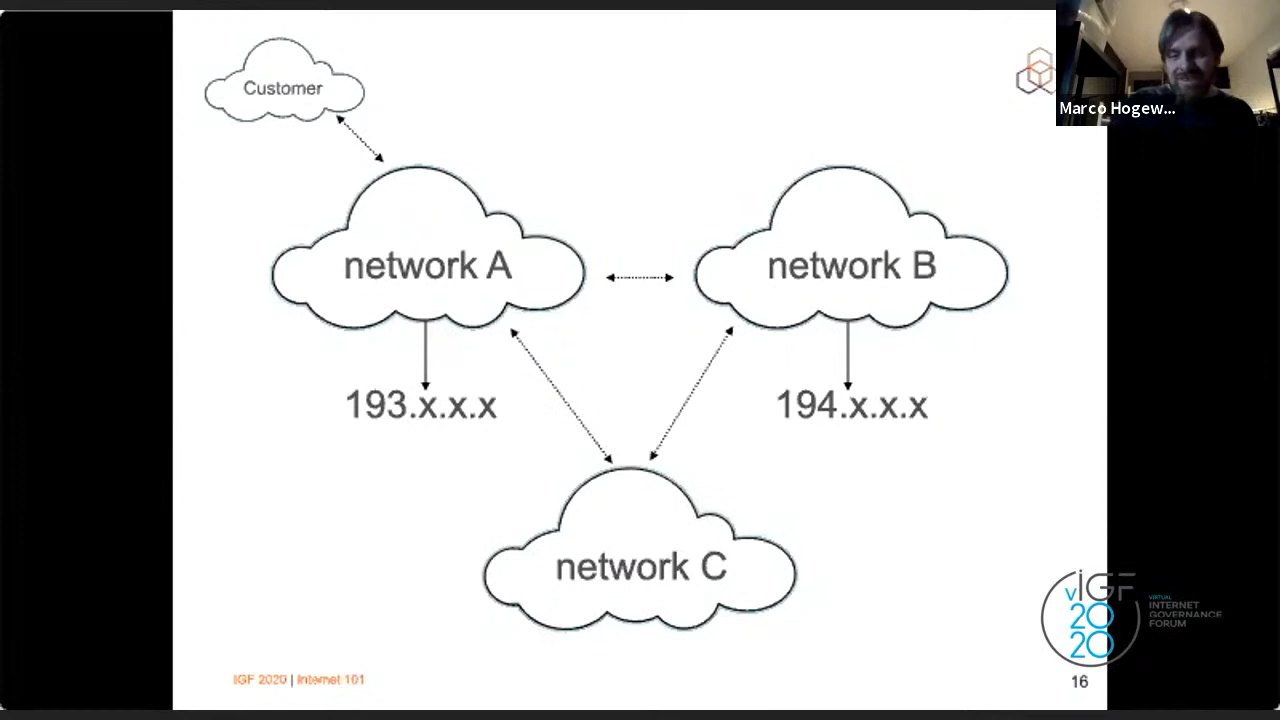 Customer
Marco Hogew...
network A
network B
193.x.x.x
194.x.x.x
network C
vIGF
2020
VIRTUAL
INTERNET
GOVERNANCE
FORUM
IGF 2020 | Internet 101
16